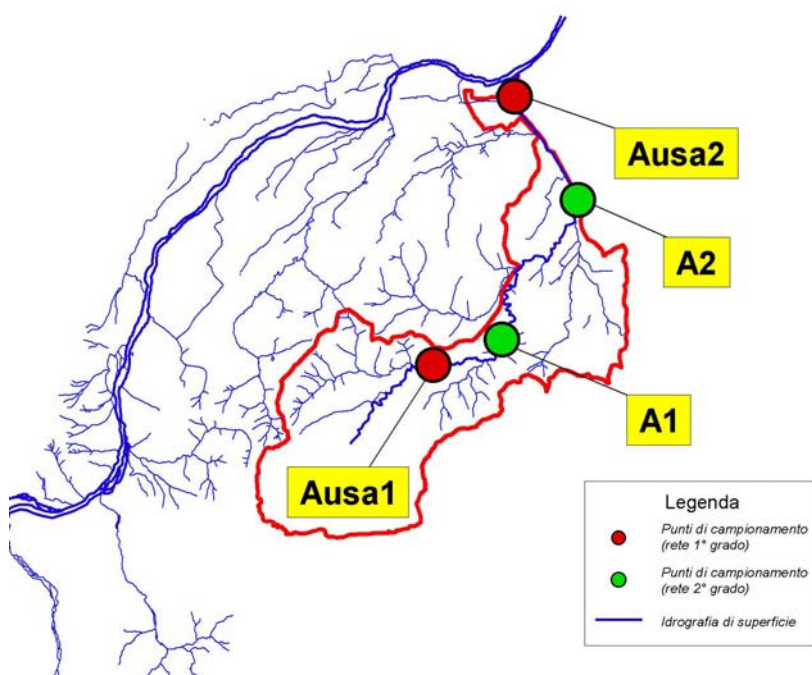 Ausa2
A2
A1
Ausa1
Legenda
Punti di campionamento
(rete 1° grado)
Punti di campionamento
(rete 2° grado)
Idrografia di superficie